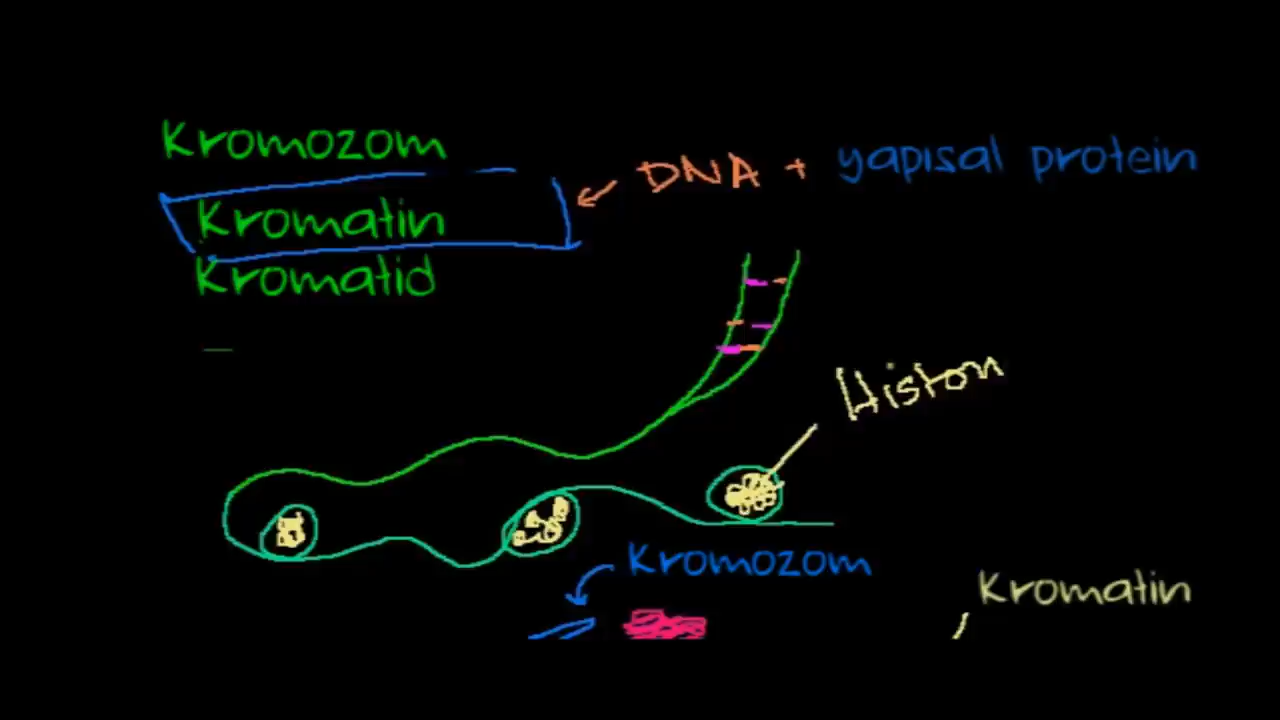 Kromozom
DNA + yapısal protein
Kromatin
Kromatid
Histon
Kromozom
Kromatin